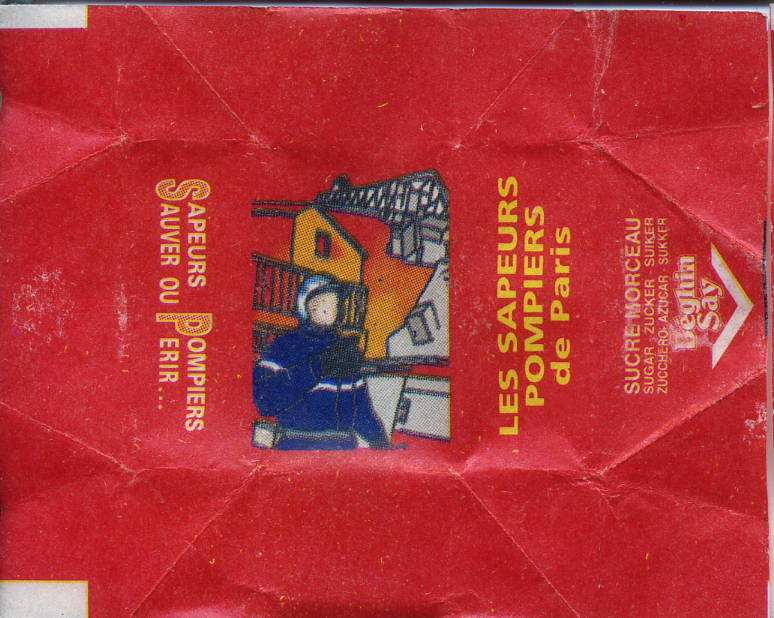 Beghin
Say
SUCRE MORCEAU
SUGAR ZUCKER SUIKER
ZUCCHERO AZUCAR SUKKER
LES SAPEURS
POMPIERS
de Paris
SAPEURS POMPIERS
SAUVER OU PERIR...